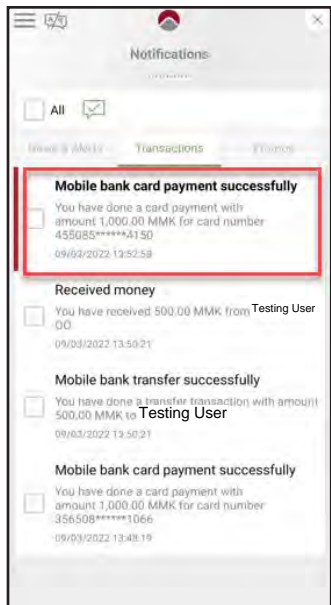 Notifications
All
News & Alerts Transactions Promos
Mobile bank card payment successfully
You have done a card payment with
amount 1,000.00 MMK for card number
455085******4150
09/03/2022 13:52:59
Received money
You have received 500.00 MMK from Testing User
OO
09/03/2022 13:50:21
Mobile bank transfer successfully
You have done a transfer transaction with amount
500.00 MMK to Testing User
09/03/2022 13:50:21
Mobile bank card payment successfully
You have done a card payment with
amount 1,000.00 MMK for card number
356508******1066
09/03/2022 13:48:19